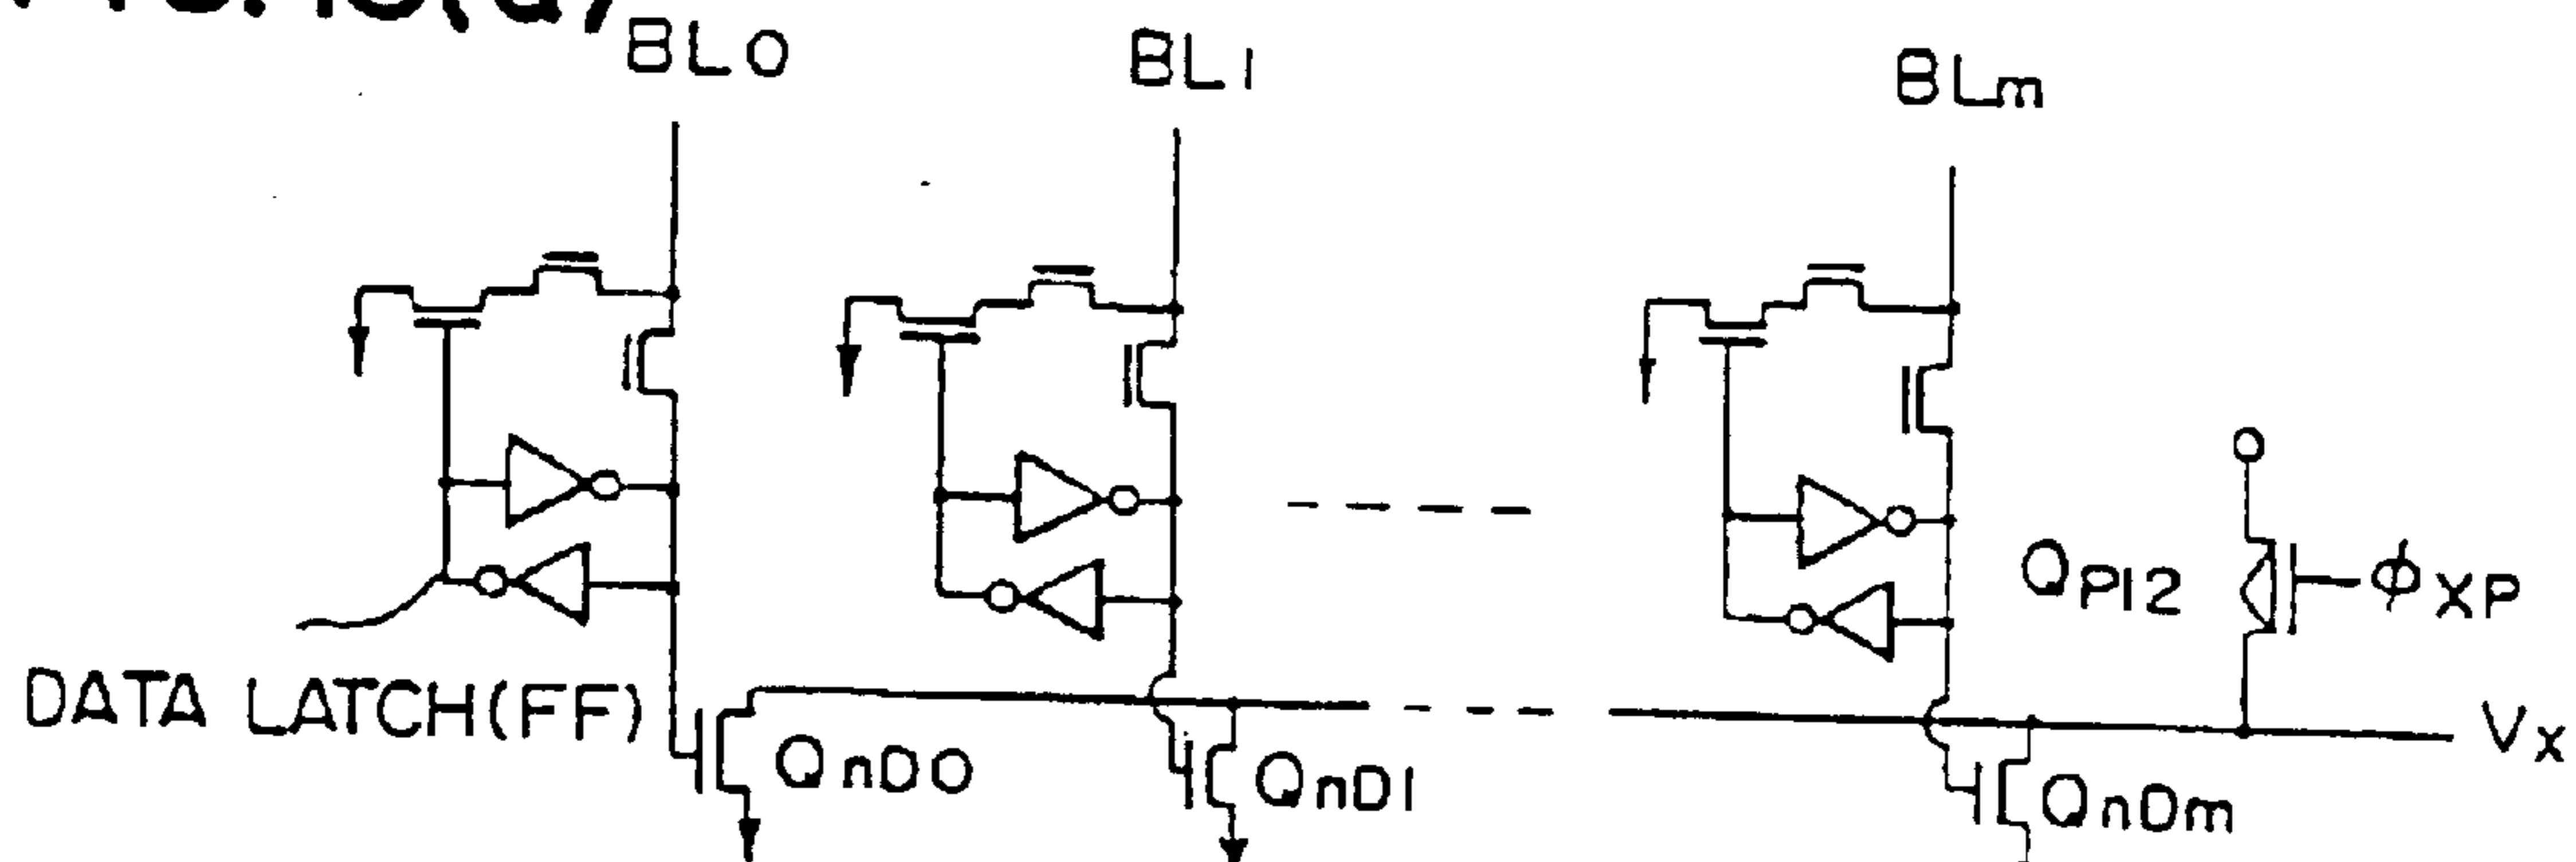 BL0
BL1
BLm
QP12
ΦXP
DATA LATCH(FF)
QnD0
QnD1
QnDm
Vx